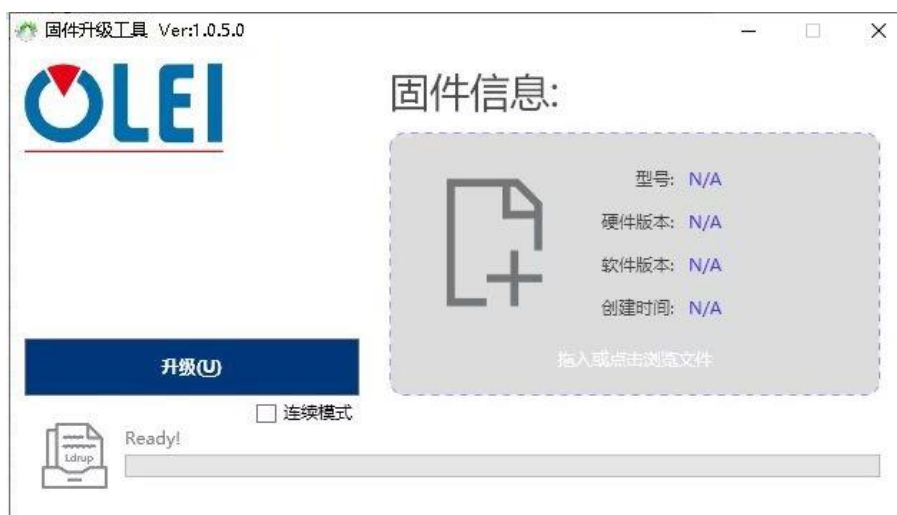 固件升级工具 Ver:1.0.5.0
OLEI
固件信息:
型号: N/A
硬件版本: N/A
软件版本: N/A
创建时间: N/A
拖入或点击浏览文件
升级(U)
连续模式
Ready!
Ldrup